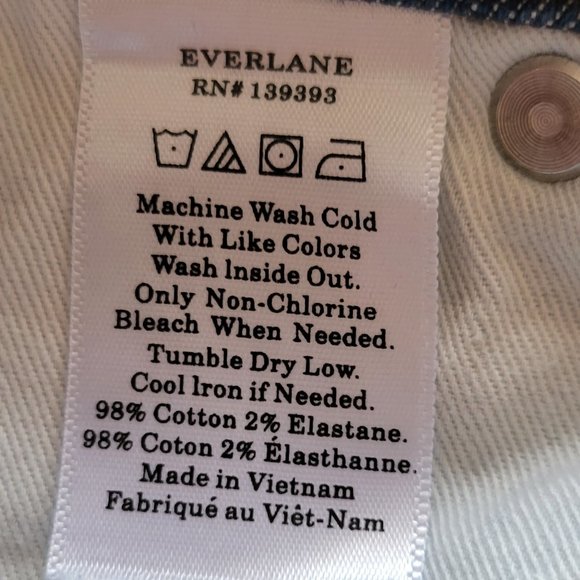 EVERLANE
RN# 139393
Machine Wash Cold
With Like Colors
Wash Inside Out.
Only Non-Chlorine
Bleach When Needed.
Tumble Dry Low.
Cool Iron if Needed.
98% Cotton 2% Elastane.
98% Coton 2% Élasthanne.
Made in Vietnam
Fabriqué au Viêt-Nam